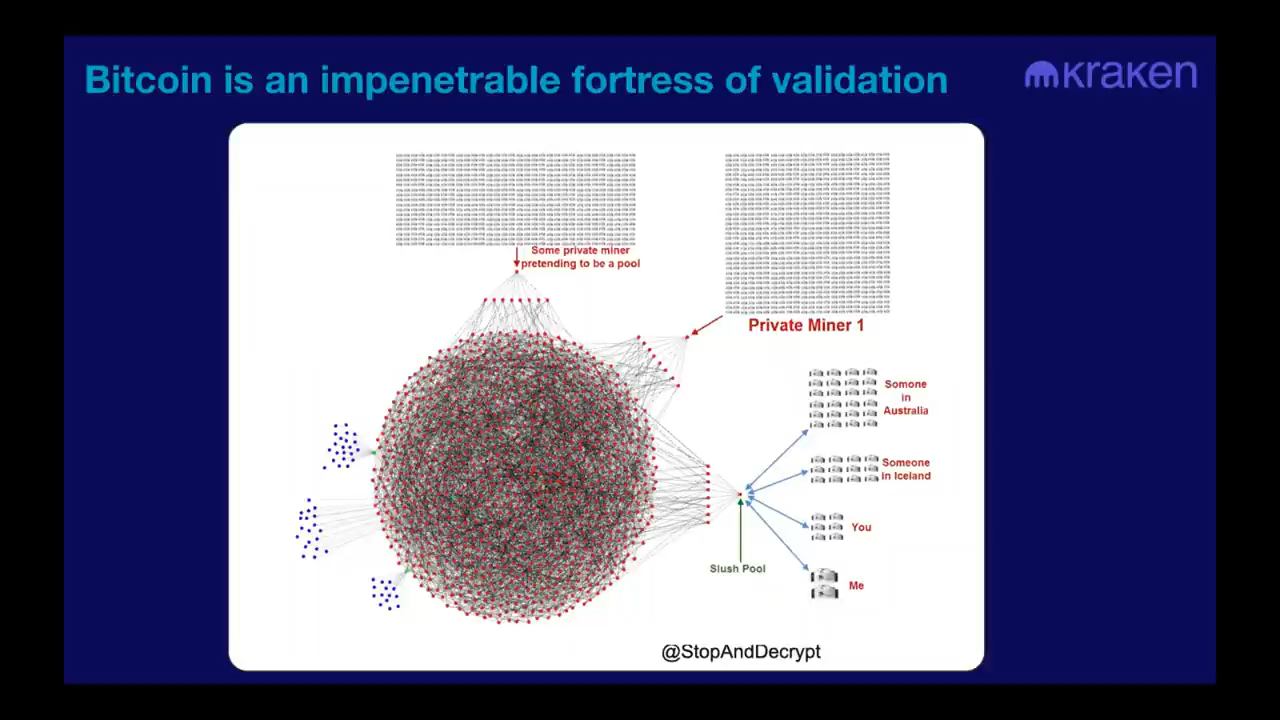 Bitcoin is an impenetrable fortress of validation
kraken
Some private miner
pretending to be a pool
Private Miner 1
Somone
in
Australia
Someone
in Iceland
You
Slush Pool
Me
@StopAndDecrypt